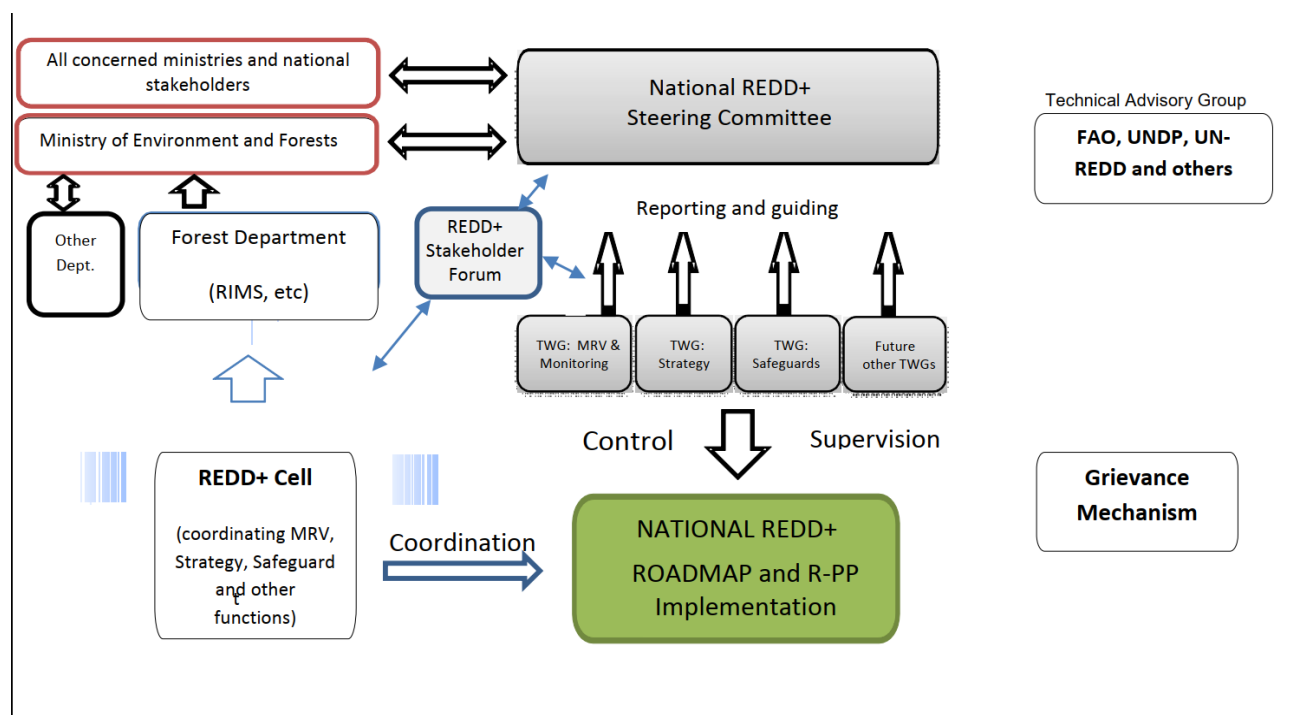 All concerned ministries and national
stakeholders
Ministry of Environment and Forests
National REDD+
Steering Committee
Technical Advisory Group
FAO, UNDP, UN-
REDD and others
Other
Dept.
Forest Department
(RIMS, etc)
REDD+
Stakeholder
Forum
Reporting and guiding
TWG: MRV &
Monitoring
TWG:
Strategy
TWG:
Safeguards
Future
other TWGs
Control
Supervision
REDD+ Cell
(coordinating MRV,
Strategy, Safeguard
and other
t
functions)
Coordination
NATIONAL REDD+
ROADMAP and R-PP
Implementation
Grievance
Mechanism